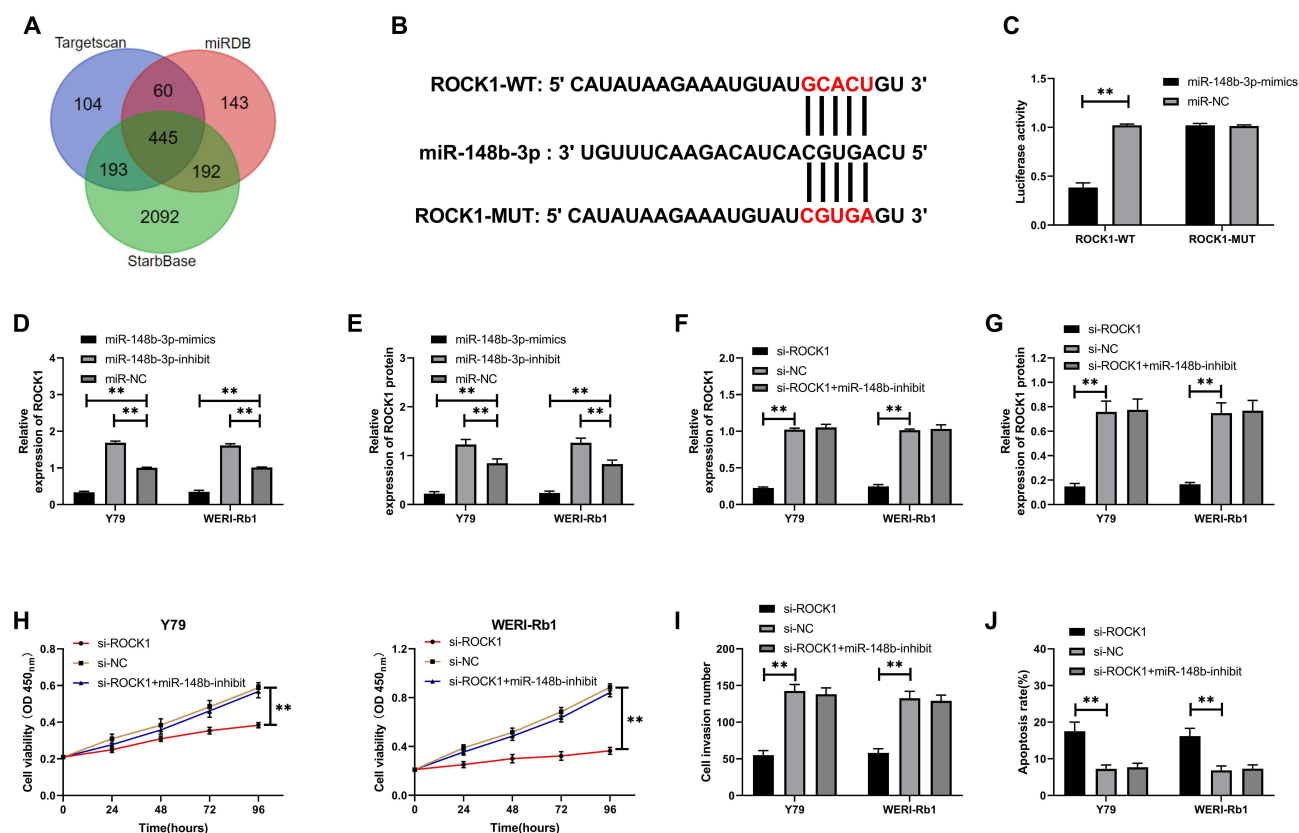 A
Targetscan
miRDB
104
60
143
445
193
192
2092
StarbBase
B
ROCK1-WT: 5' CAUAUAAGAAAUGUAUGCACUGU 3'
miR-148b-3p : 3' UGUUUCAAGACAUCACGUGACU 5'
ROCK1-MUT: 5' CAUAUAAGAAAUGUAUCGUGAGU 3'
C
miR-148b-3p-mimics
miR-NC
Luciferase activity
1.5
1.0
0.5
0.0
**
ROCK1-WT
ROCK1-MUT
D
miR-148b-3p-mimics
miR-148b-3p-inhibit
miR-NC
Relative
expression of ROCK1
4
3
2
1
0
**
**
**
**
Y79
WERI-Rb1
E
miR-148b-3p-mimics
miR-148b-3p-inhibit
miR-NC
Relative
expression of ROCK1 protein
3
2
1
0
**
**
**
**
Y79
WERI-Rb1
F
si-ROCK1
si-NC
si-ROCK1+miR-148b-inhibit
Relative
expression of ROCK1
2.0
1.5
1.0
0.5
0.0
**
**
Y79
WERI-Rb1
G
si-ROCK1
si-NC
si-ROCK1+miR-148b-inhibit
Relative
expression of ROCK1 protein
1.2
0.9
0.6
0.4
0.2
0.0
**
**
Y79
WERI-Rb1
H
Y79
si-ROCK1
si-NC
si-ROCK1+miR-148b-inhibit
Cell viability（OD 450nm)
0.8
0.6
0.4
0.2
0.0
**
0
24
48
72
96
Time(hours)
WERI-Rb1
si-ROCK1
si-NC
si-ROCK1+miR-148b-inhibit
Cell viability（OD 450nm)
1.2
0.8
0.4
0.0
**
0
24
48
72
96
Time(hours)
I
si-ROCK1
si-NC
si-ROCK1+miR-148b-inhibit
Cell invasion number
200
150
100
50
0
**
**
Y79
WERI-Rb1
J
si-ROCK1
si-NC
si-ROCK1+miR-148b-inhibit
Apoptosis rate(%)
40
30
20
10
0
**
**
Y79
WERI-Rb1